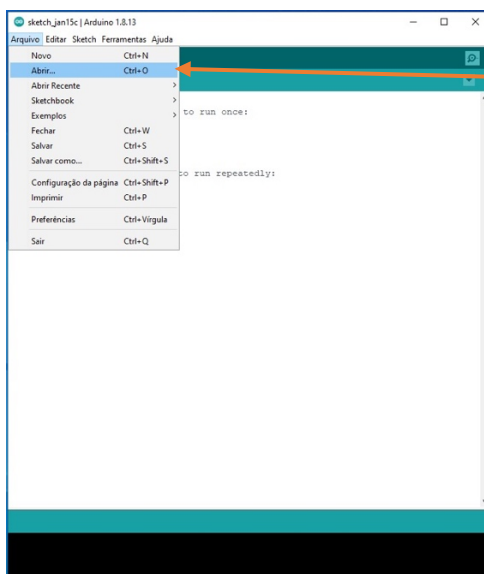 sketch_jan15c | Arduino 1.8.13
Arquivo Editar Sketch Ferramentas Ajuda
Novo Ctrl+N
Abrir... Ctrl+O
Abrir Recente
Sketchbook
Exemplos
Fechar Ctrl+W
Salvar Ctrl+S
Salvar como... Ctrl+Shift+S
Configuração da página Ctrl+Shift+P
Imprimir Ctrl+P
Preferências Ctrl+Vírgula
Sair Ctrl+Q
to run once:
to run repeatedly: